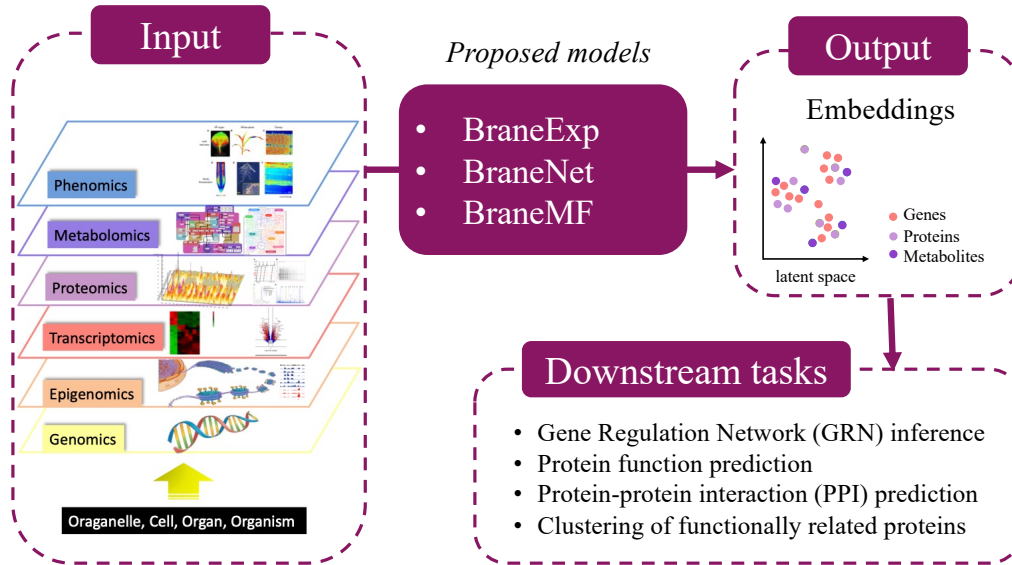 Input
Phenomics
Metabolomics
Proteomics
Transcriptomics
Epigenomics
Genomics
Oraganelle, Cell, Organ, Organism
Proposed models
• BraneExp
• BraneNet
• BraneMF
Output
Embeddings
Genes
Proteins
Metabolites
latent space
Downstream tasks
• Gene Regulation Network (GRN) inference
• Protein function prediction
• Protein-protein interaction (PPI) prediction
• Clustering of functionally related proteins